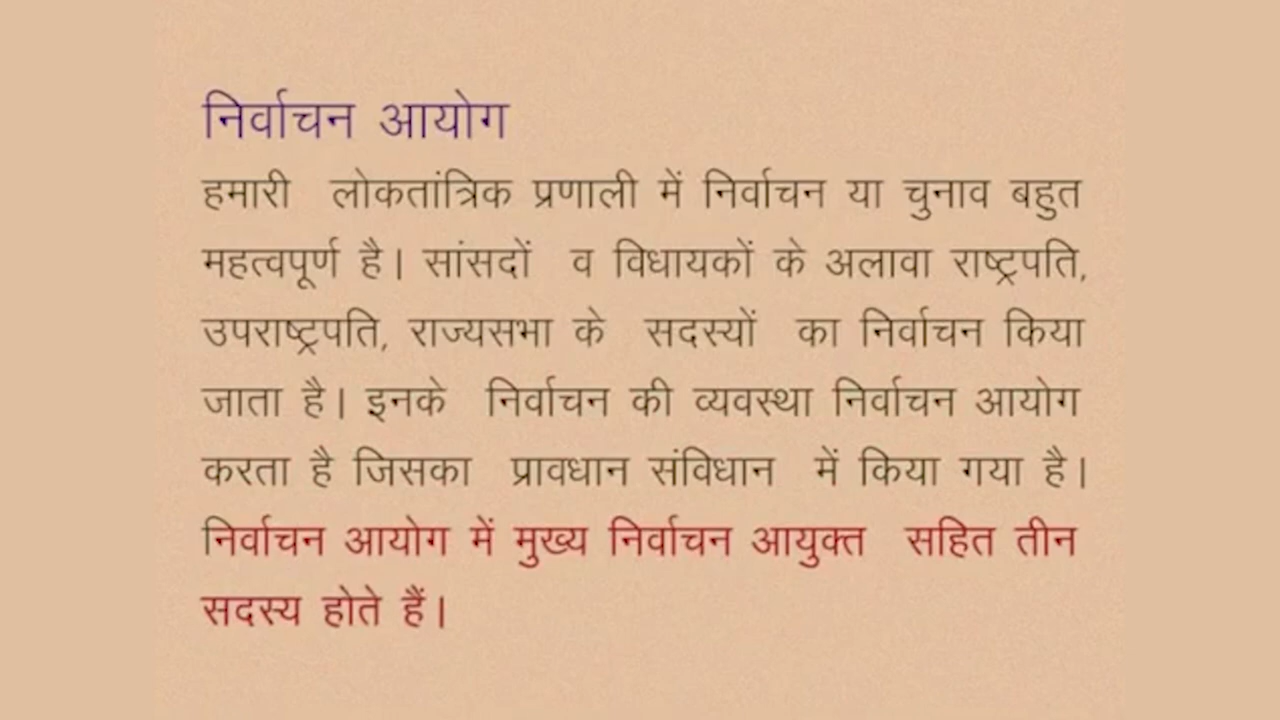 निर्वाचन आयोग
हमारी लोकतांत्रिक प्रणाली में निर्वाचन या चुनाव बहुत
महत्वपूर्ण है। सांसदों व विधायकों के अलावा राष्ट्रपति,
उपराष्ट्रपति, राज्यसभा के सदस्यों का निर्वाचन किया
जाता है। इनके निर्वाचन की व्यवस्था निर्वाचन आयोग
करता है जिसका प्रावधान संविधान में किया गया है।
निर्वाचन आयोग में मुख्य निर्वाचन आयुक्त सहित तीन
सदस्य होते हैं।